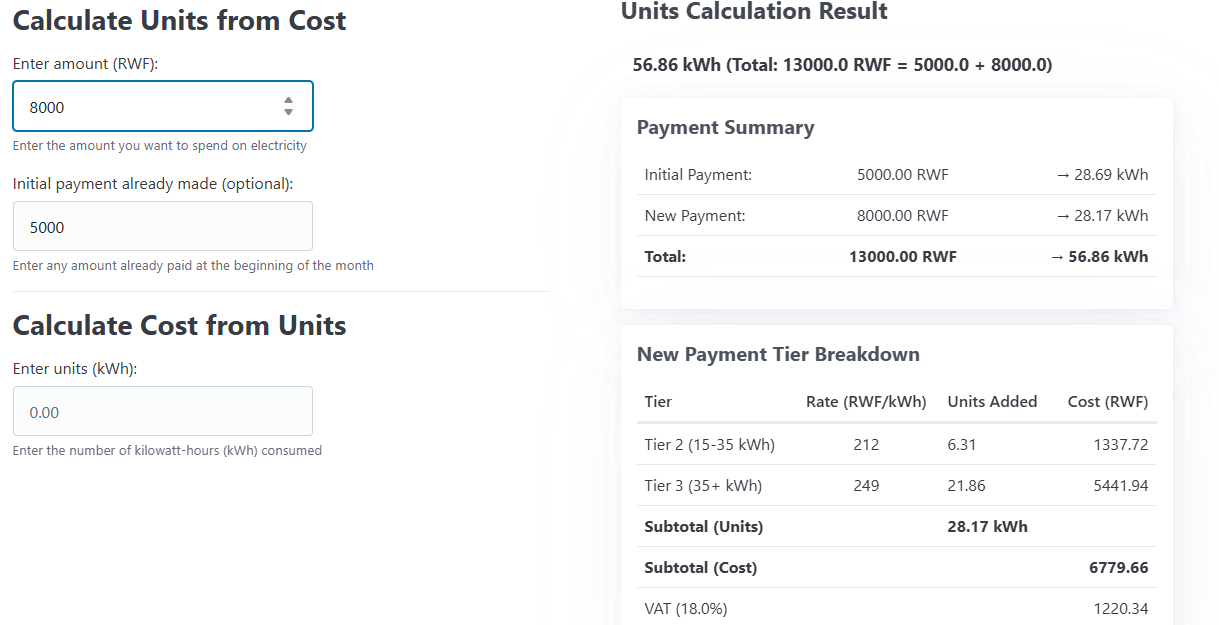 Calculate Units from Cost
Enter amount (RWF):
8000
Enter the amount you want to spend on electricity
Initial payment already made (optional):
5000
Enter any amount already paid at the beginning of the month
Calculate Cost from Units
Enter units (kWh):
0.00
Enter the number of kilowatt-hours (kWh) consumed
Units Calculation Result
56.86 kWh (Total: 13000.0 RWF = 5000.0 + 8000.0)
Payment Summary
Initial Payment: 5000.00 RWF → 28.69 kWh
New Payment: 8000.00 RWF → 28.17 kWh
Total: 13000.00 RWF → 56.86 kWh
New Payment Tier Breakdown
Tier Rate (RWF/kWh) Units Added Cost (RWF)
Tier 2 (15-35 kWh) 212 6.31 1337.72
Tier 3 (35+ kWh) 249 21.86 5441.94
Subtotal (Units) 28.17 kWh
Subtotal (Cost) 6779.66
VAT (18.0%) 1220.34